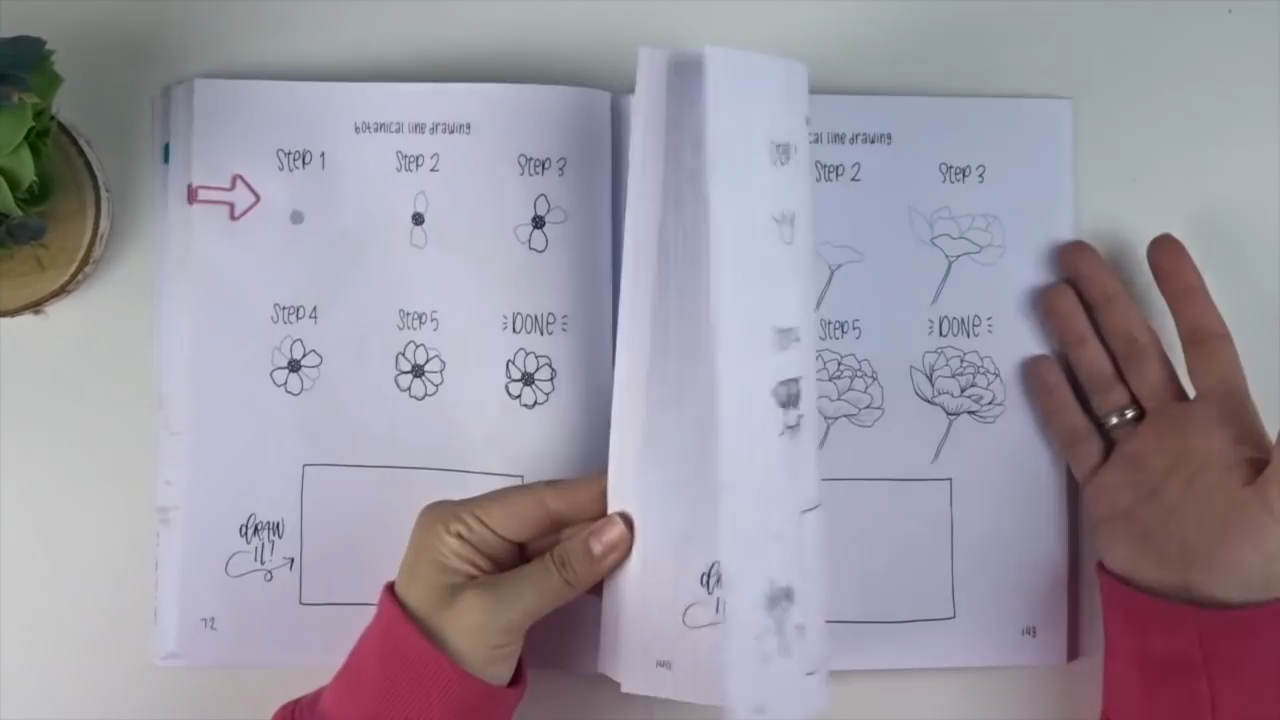 botanical line drawing
Step 1
Step 2
Step 3
Step 4
Step 5
DONE
DRAW
IT!
72
cal line drawing
Step 2
Step 3
Step 5
DONE
143